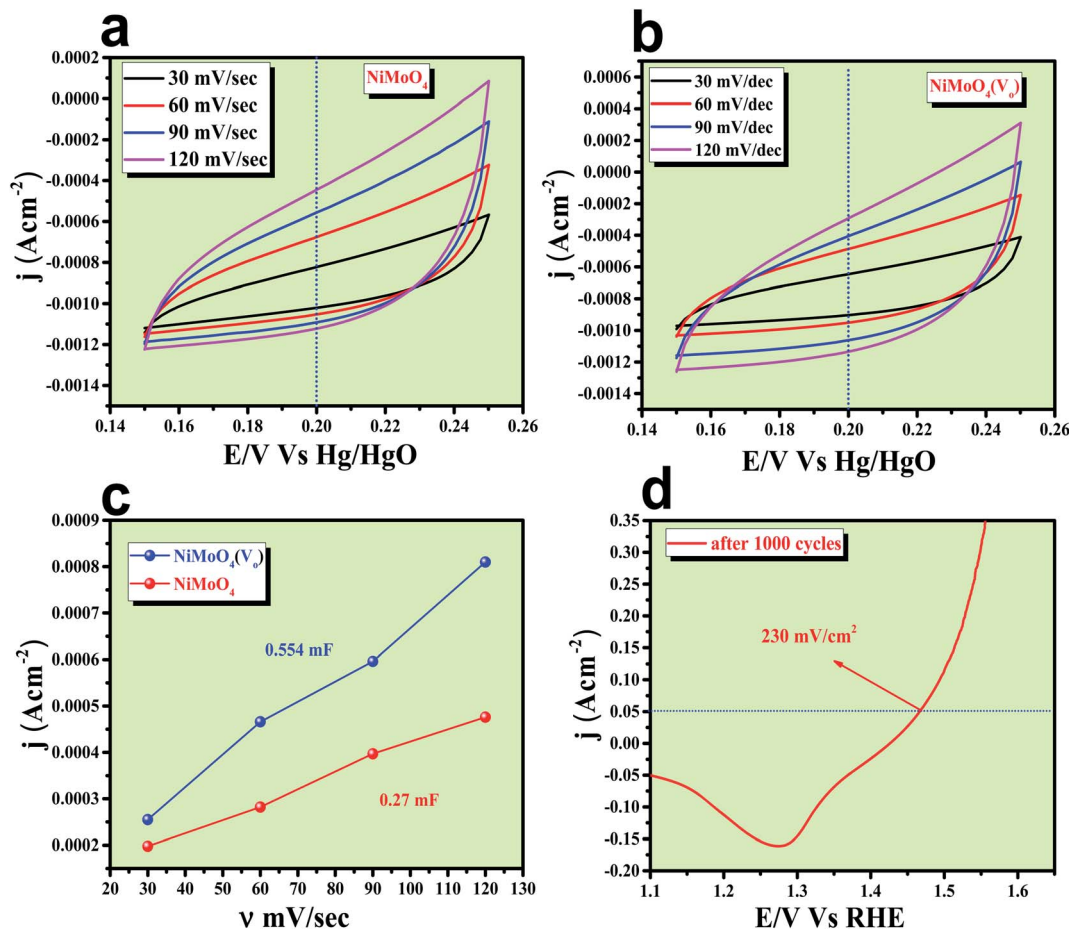 a
0.0002
0.0000
-0.0002
-0.0004
-0.0006
-0.0008
-0.0010
-0.0012
-0.0014
j (Acm⁻²)
30 mV/sec
60 mV/sec
90 mV/sec
120 mV/sec
NiMoO₄
0.14 0.16 0.18 0.20 0.22 0.24 0.26
E/V Vs Hg/HgO
b
0.0006
0.0004
0.0002
0.0000
-0.0002
-0.0004
-0.0006
-0.0008
-0.0010
-0.0012
-0.0014
j (Acm⁻²)
30 mV/dec
60 mV/dec
90 mV/dec
120 mV/dec
NiMoO₄(Vₒ)
0.14 0.16 0.18 0.20 0.22 0.24 0.26
E/V Vs Hg/HgO
c
0.0009
0.0008
0.0007
0.0006
0.0005
0.0004
0.0003
0.0002
j (Acm⁻²)
NiMoO₄(Vₒ)
NiMoO₄
0.554 mF
0.27 mF
20 30 40 50 60 70 80 90 100 110 120 130
ν mV/sec
d
0.35
0.30
0.25
0.20
0.15
0.10
0.05
0.00
-0.05
-0.10
-0.15
-0.20
j (Acm⁻²)
after 1000 cycles
230 mV/cm²
1.1 1.2 1.3 1.4 1.5 1.6
E/V Vs RHE